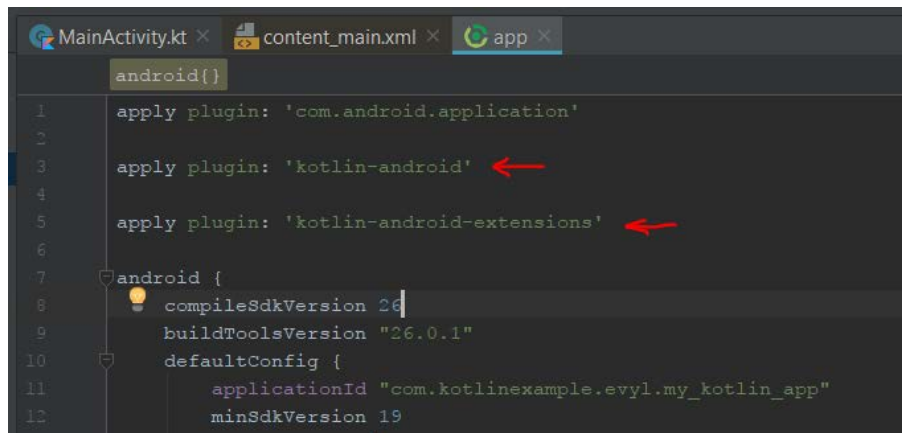 MainActivity.kt content_main.xml app
android{}
1 apply plugin: 'com.android.application'
2
3 apply plugin: 'kotlin-android'
4
5 apply plugin: 'kotlin-android-extensions'
6
7 android {
8 compileSdkVersion 26
9 buildToolsVersion "26.0.1"
10 defaultConfig {
11 applicationId "com.kotlinexample.evyl.my_kotlin_app"
12 minSdkVersion 19